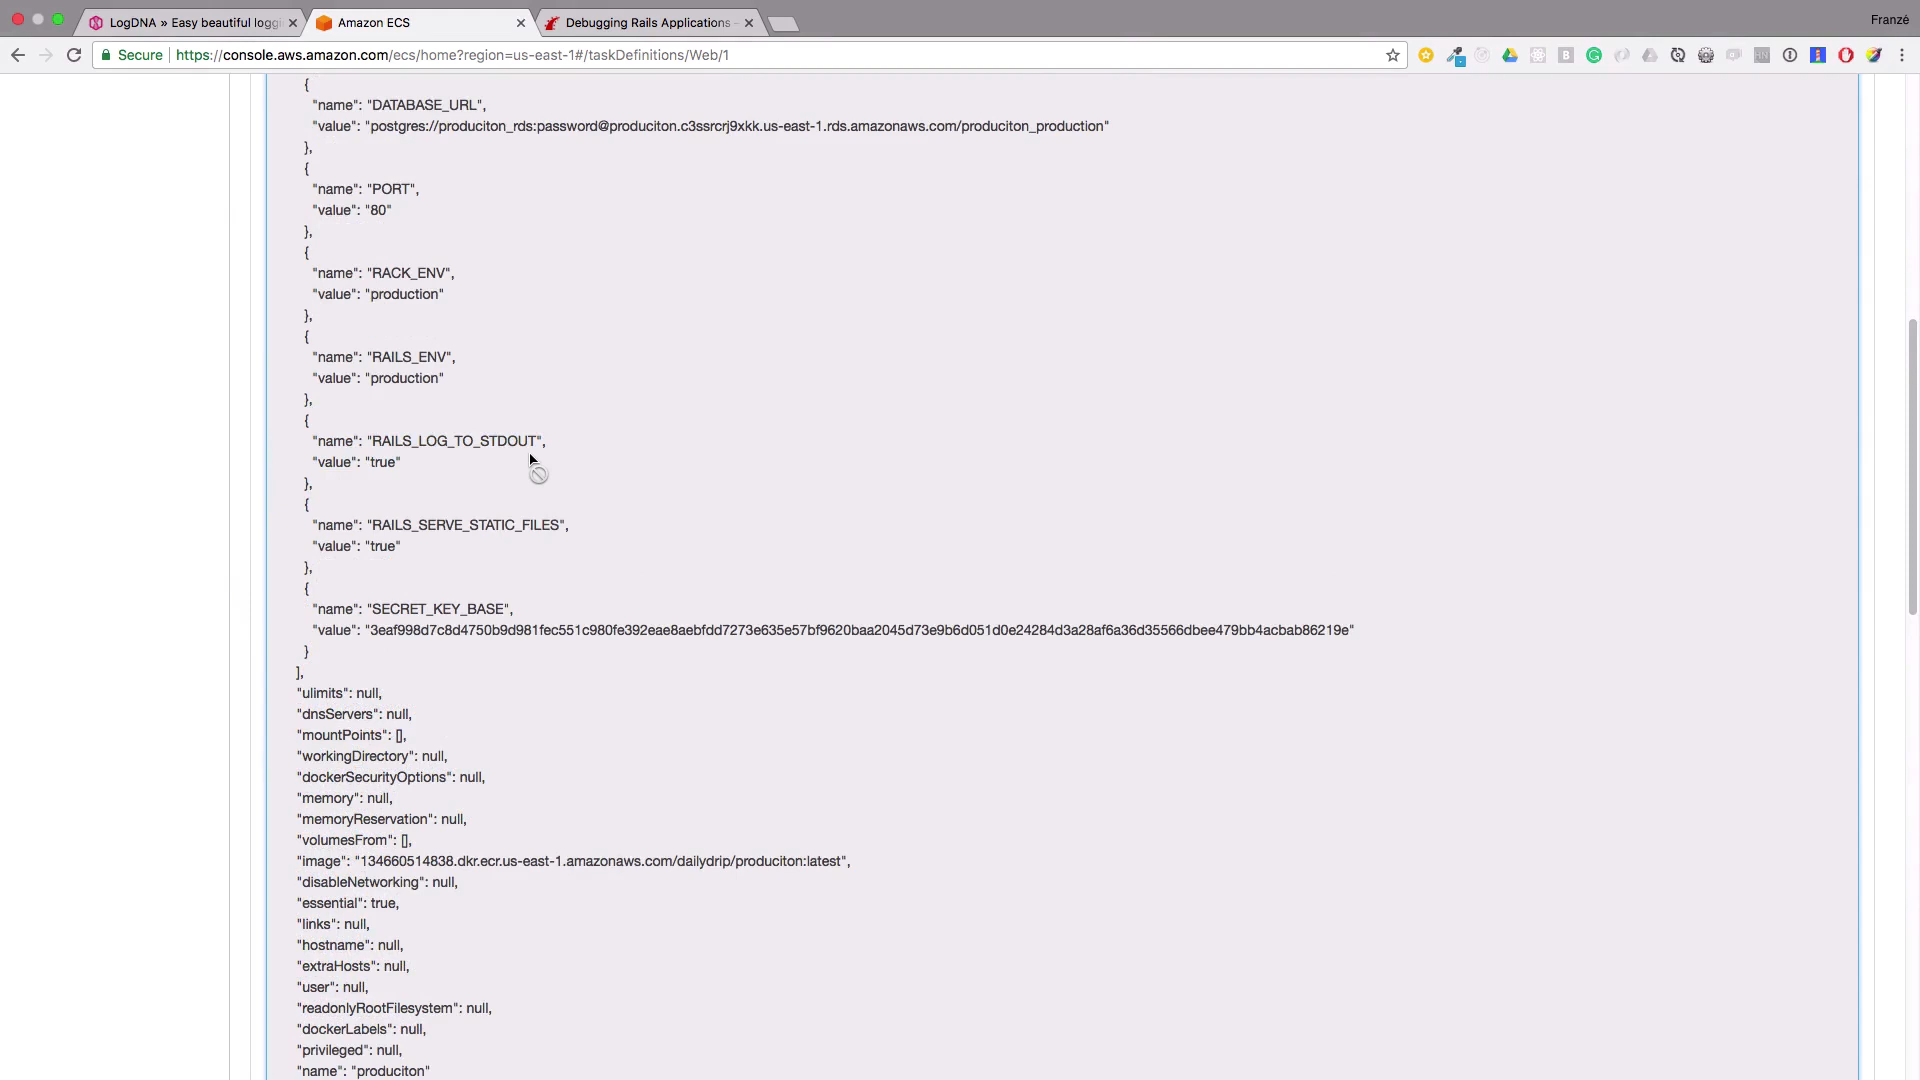 LogDNA » Easy beautiful loggi
Amazon ECS
Debugging Rails Applications –
Franzé
Secure
https://console.aws.amazon.com/ecs/home?region=us-east-1#/taskDefinitions/Web/1
{
"name": "DATABASE_URL",
"value": "postgres://produciton_rds:password@produciton.c3ssrcrj9xkk.us-east-1.rds.amazonaws.com/produciton_production"
},
{
"name": "PORT",
"value": "80"
},
{
"name": "RACK_ENV",
"value": "production"
},
{
"name": "RAILS_ENV",
"value": "production"
},
{
"name": "RAILS_LOG_TO_STDOUT",
"value": "true"
},
{
"name": "RAILS_SERVE_STATIC_FILES",
"value": "true"
},
{
"name": "SECRET_KEY_BASE",
"value": "3eaf998d7c8d4750b9d981fec551c980fe392eae8aebfdd7273e635e57bf9620baa2045d73e9b6d051d0e24284d3a28af6a36d35566dbee479bb4acbab86219e"
}
],
"ulimits": null,
"dnsServers": null,
"mountPoints": [],
"workingDirectory": null,
"dockerSecurityOptions": null,
"memory": null,
"memoryReservation": null,
"volumesFrom": [],
"image": "134660514838.dkr.ecr.us-east-1.amazonaws.com/dailydrip/produciton:latest",
"disableNetworking": null,
"essential": true,
"links": null,
"hostname": null,
"extraHosts": null,
"user": null,
"readonlyRootFilesystem": null,
"dockerLabels": null,
"privileged": null,
"name": "produciton"